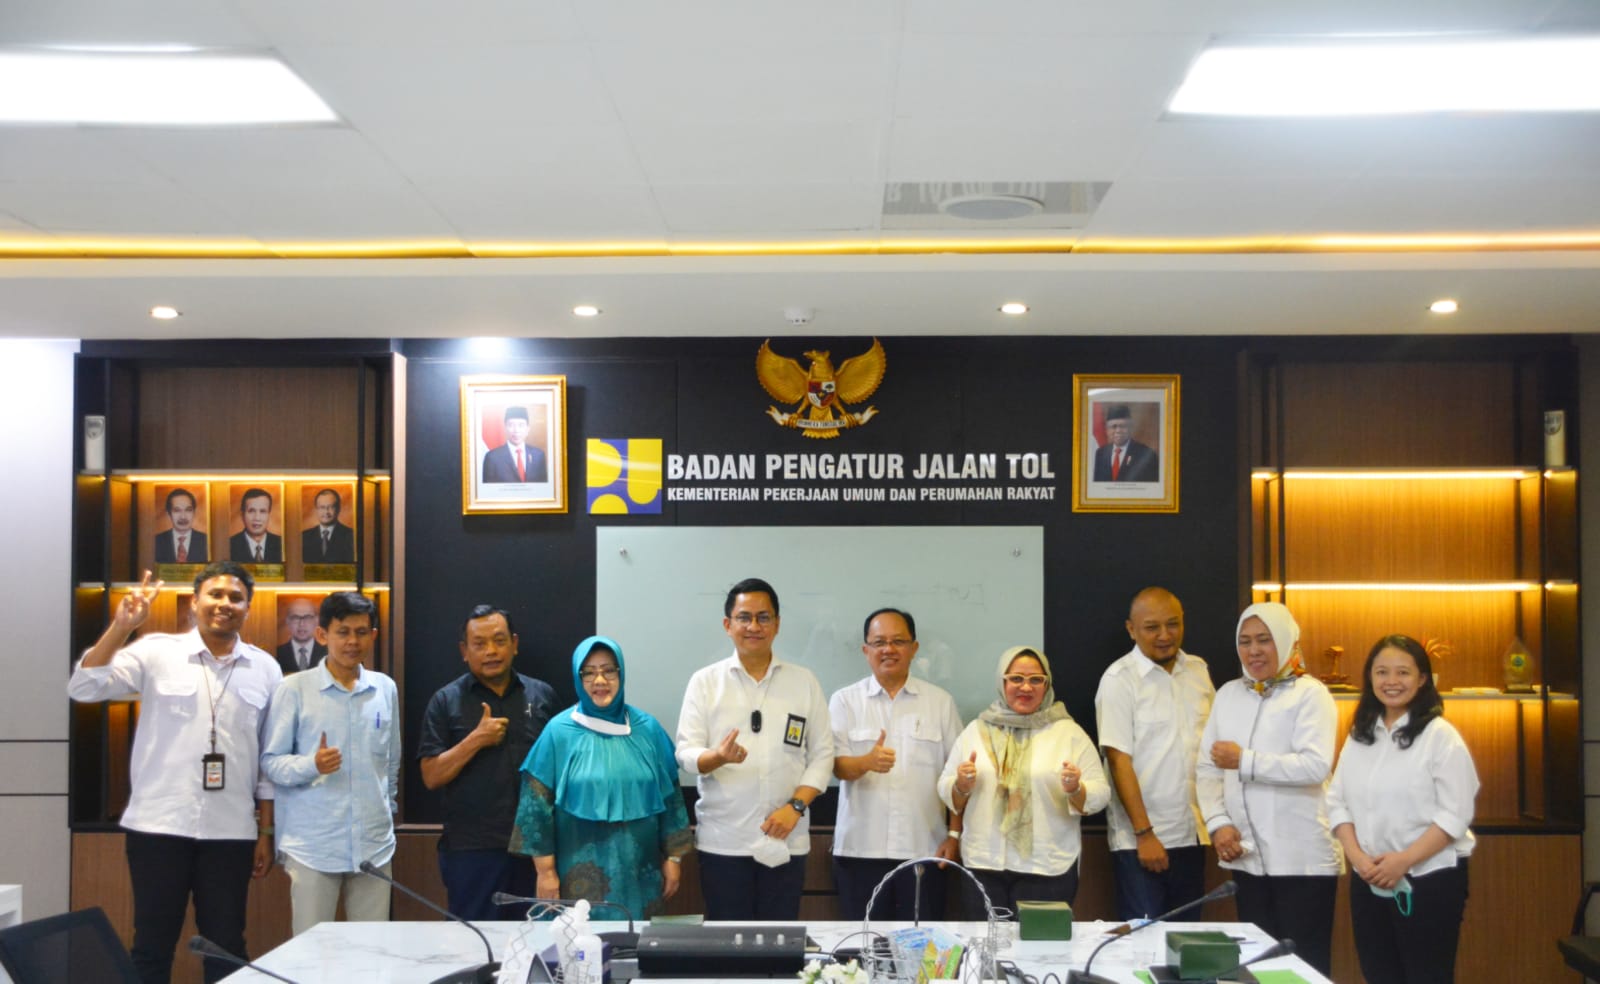 BADAN PENGATUR JALAN TOL
KEMENTERIAN PEKERJAAN UMUM DAN PERUMAHAN RAKYAT